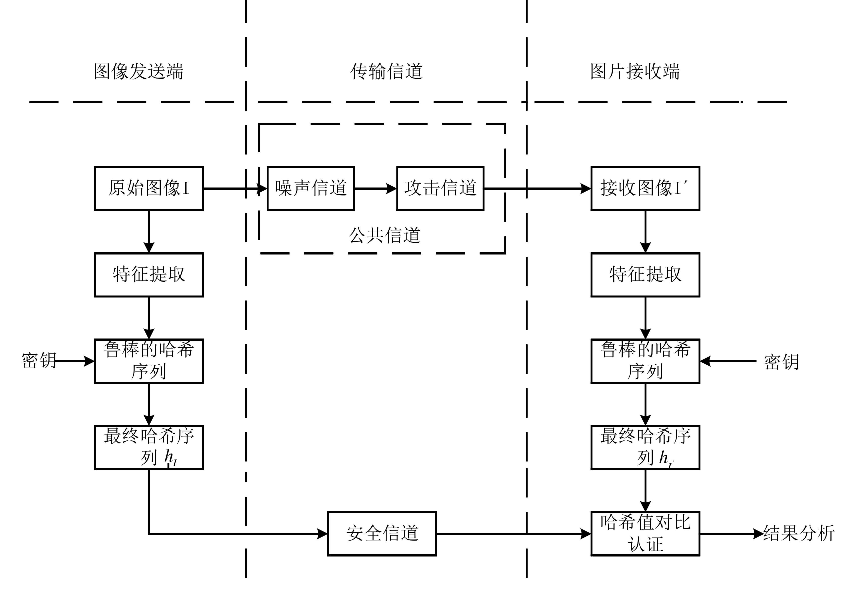 图像发送端
传输信道
图片接收端
原始图像I
噪声信道
攻击信道
接收图像I'
公共信道
特征提取
特征提取
密钥
鲁棒的哈希
序列
鲁棒的哈希
序列
密钥
最终哈希序
列 h_I
最终哈希序
列 h_I'
安全信道
哈希值对比
认证
结果分析